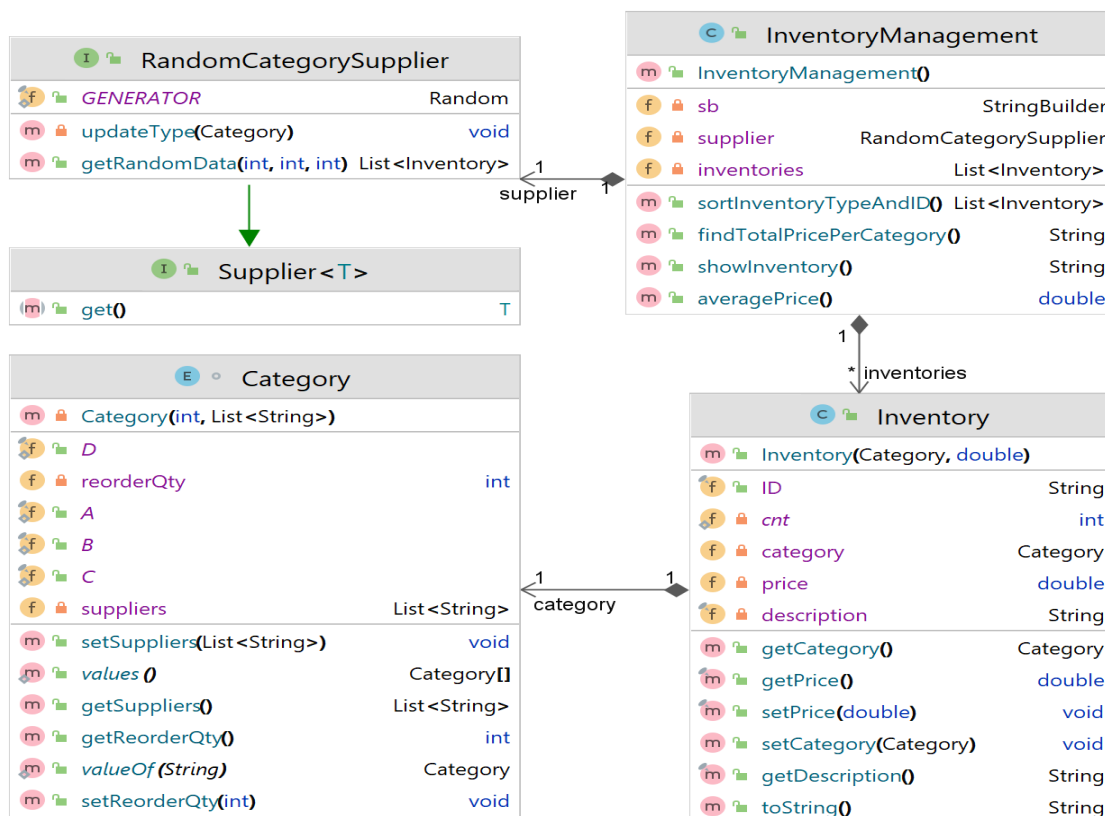 I RandomCategorySupplier
f GENERATOR Random
m updateType(Category) void
m getRandomData(int, int, int) List<Inventory>
I Supplier<T>
m get() T
E Category
m Category(int, List<String>)
f D
f reorderQty int
f A
f B
f C
f suppliers List<String>
m setSuppliers(List<String>) void
m values () Category[]
m getSuppliers() List<String>
m getReorderQty() int
m valueOf (String) Category
m setReorderQty(int) void
C InventoryManagement
m InventoryManagement()
f sb StringBuilder
f supplier RandomCategorySupplier
f inventories List<Inventory>
m sortInventoryTypeAndID() List<Inventory>
m findTotalPricePerCategory() String
m showInventory() String
m averagePrice() double
1
supplier 1
1
* inventories
C Inventory
m Inventory(Category, double)
f ID String
f cnt int
f category Category
f price double
f description String
m getCategory() Category
m getPrice() double
m setPrice(double) void
m setCategory(Category) void
m getDescription() String
m toString() String
1 1
category